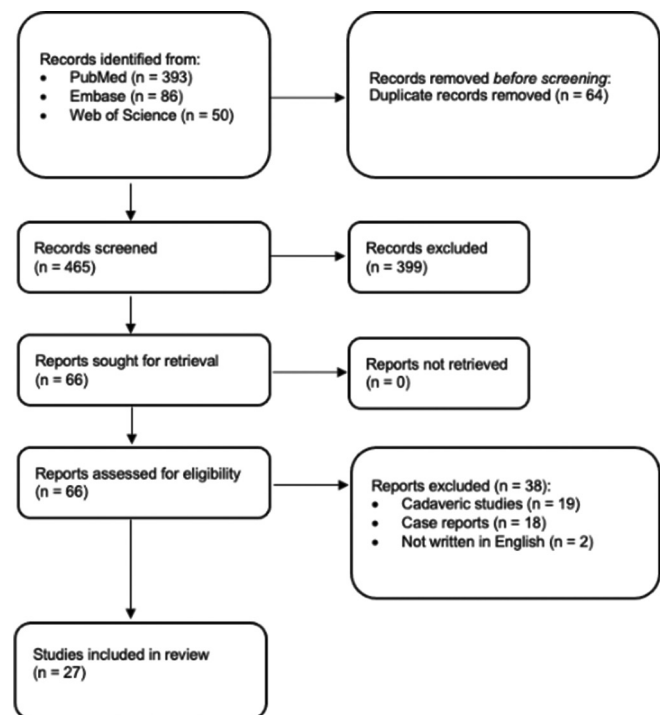 Records identified from:
• PubMed (n = 393)
• Embase (n = 86)
• Web of Science (n = 50)
Records removed before screening:
Duplicate records removed (n = 64)
Records screened
(n = 465)
Records excluded
(n = 399)
Reports sought for retrieval
(n = 66)
Reports not retrieved
(n = 0)
Reports assessed for eligibility
(n = 66)
Reports excluded (n = 38):
• Cadaveric studies (n = 19)
• Case reports (n = 18)
• Not written in English (n = 2)
Studies included in review
(n = 27)